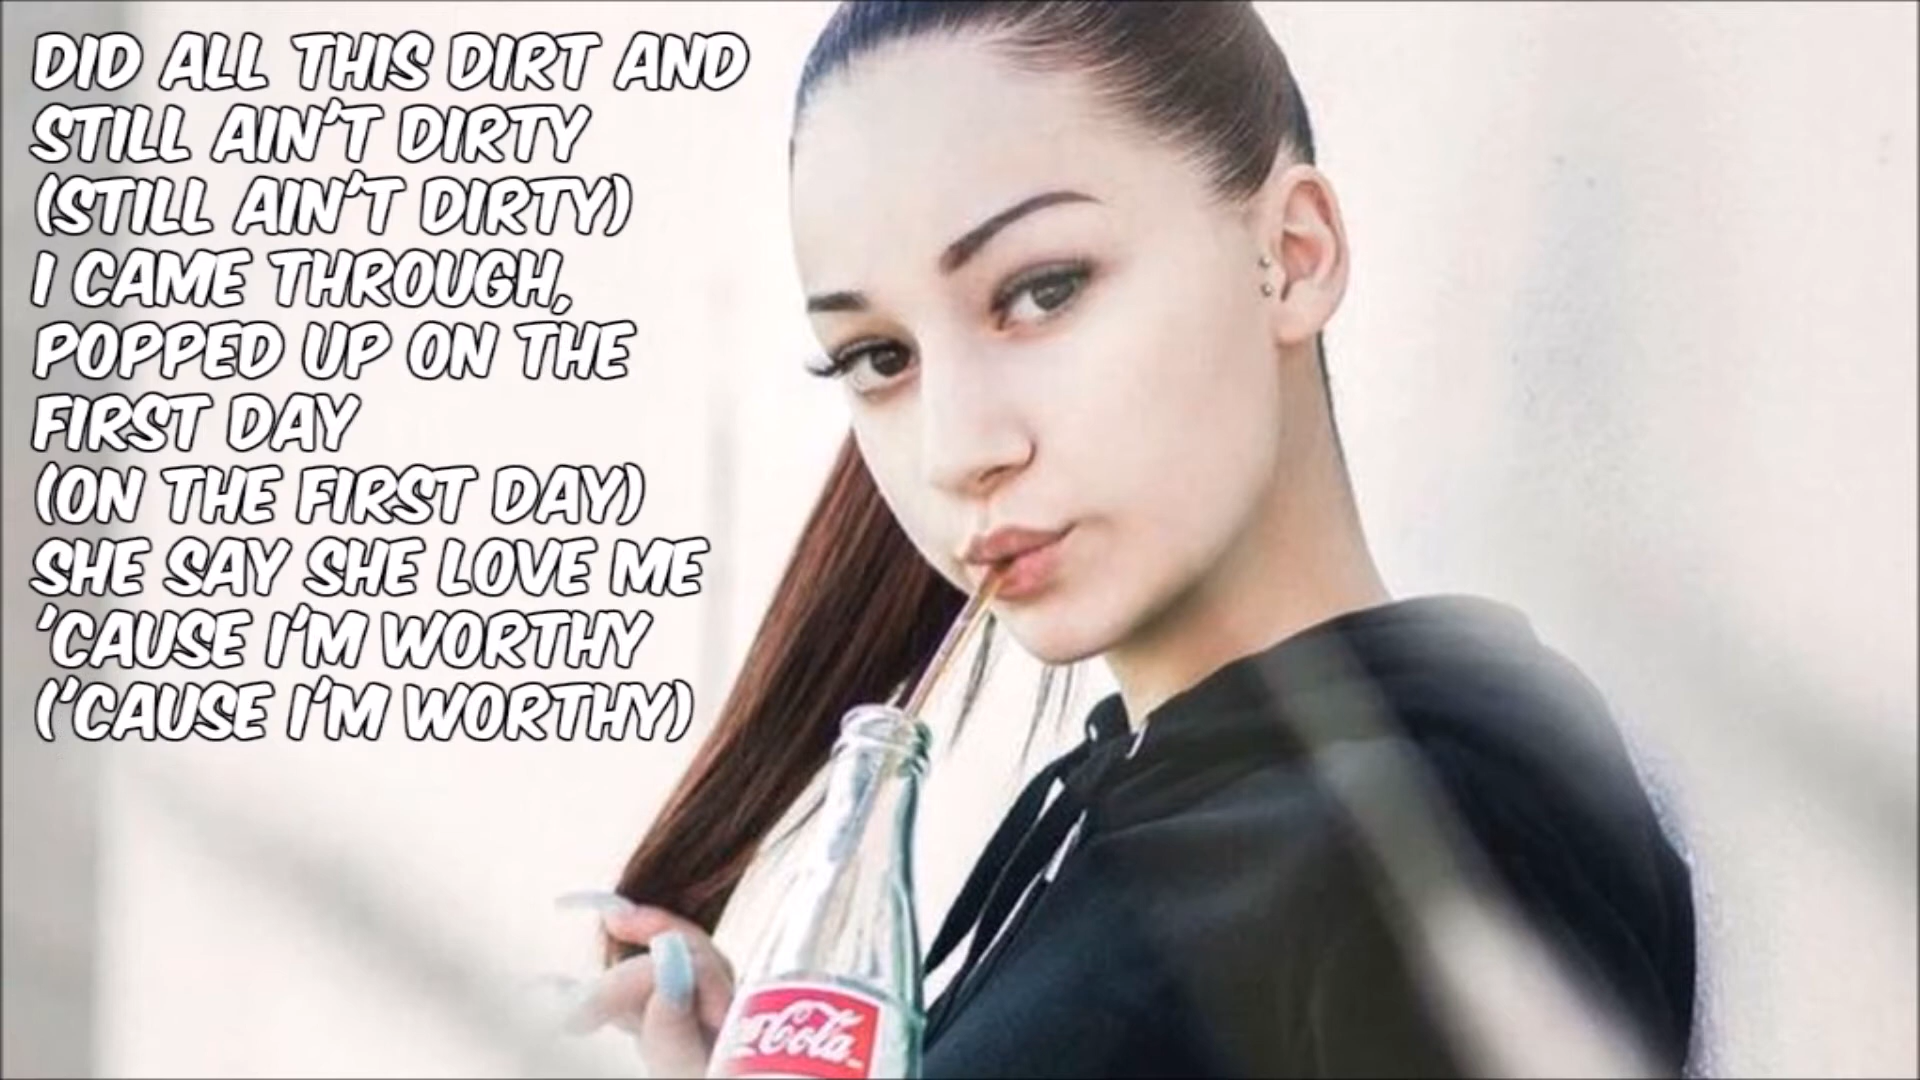 DID ALL THIS DIRT AND
STILL AIN'T DIRTY
(STILL AIN'T DIRTY)
I CAME THROUGH,
POPPED UP ON THE
FIRST DAY
(ON THE FIRST DAY)
SHE SAY SHE LOVE ME
'CAUSE I'M WORTHY
('CAUSE I'M WORTHY)
Coca-Cola